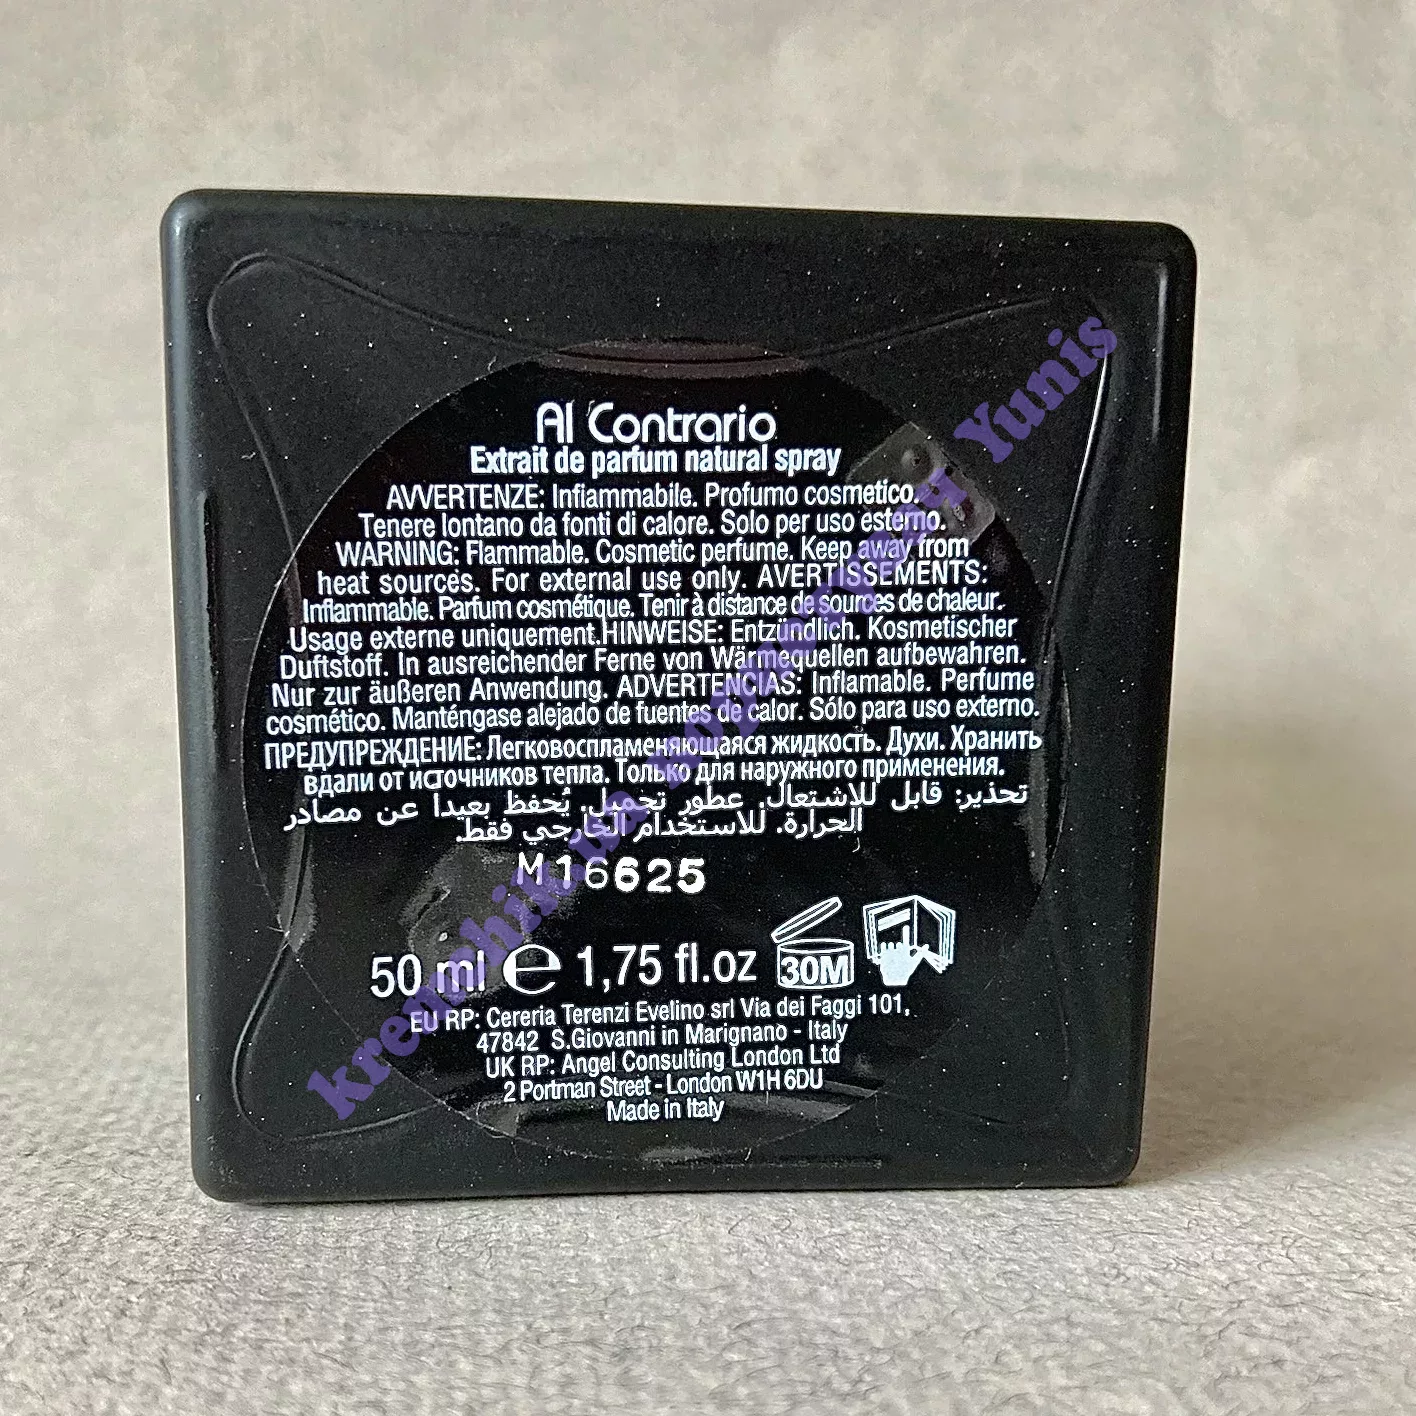 Al Contrario
Extrait de parfum natural spray
AVVERTENZE: Infiammabile. Profumo cosmetico.
Tenere lontano da fonti di calore. Solo per uso esterno.
WARNING: Flammable. Cosmetic perfume. Keep away from
heat sources. For external use only. AVERTISSEMENTS:
Inflammable. Parfum cosmétique. Tenir à distance de sources de chaleur.
Usage externe uniquement.HINWEISE: Entzündlich. Kosmetischer
Duftstoff. In ausreichender Ferne von Wärmequellen aufbewahren.
Nur zur äußeren Anwendung. ADVERTENCIAS: Inflamable. Perfume
cosmético. Manténgase alejado de fuentes de calor. Sólo para uso externo.
ПРЕДУПРЕЖДЕНИЕ: Легковоспламеняющаяся жидкость. Духи. Хранить
вдали от источников тепла. Только для наружного применения.
تحذير: قابل للاشتعال. عطور تجميل. يُحفظ بعيداً عن مصادر
الحرارة. للاستخدام الخارجي فقط.
M16625
50 ml e 1,75 fl.oz 30M
EU RP: Cereria Terenzi Evelino srl Via dei Faggi 101,
47842 S.Giovanni in Marignano - Italy
UK RP: Angel Consulting London Ltd
2 Portman Street - London W1H 6DU
Made in Italy
Yunis